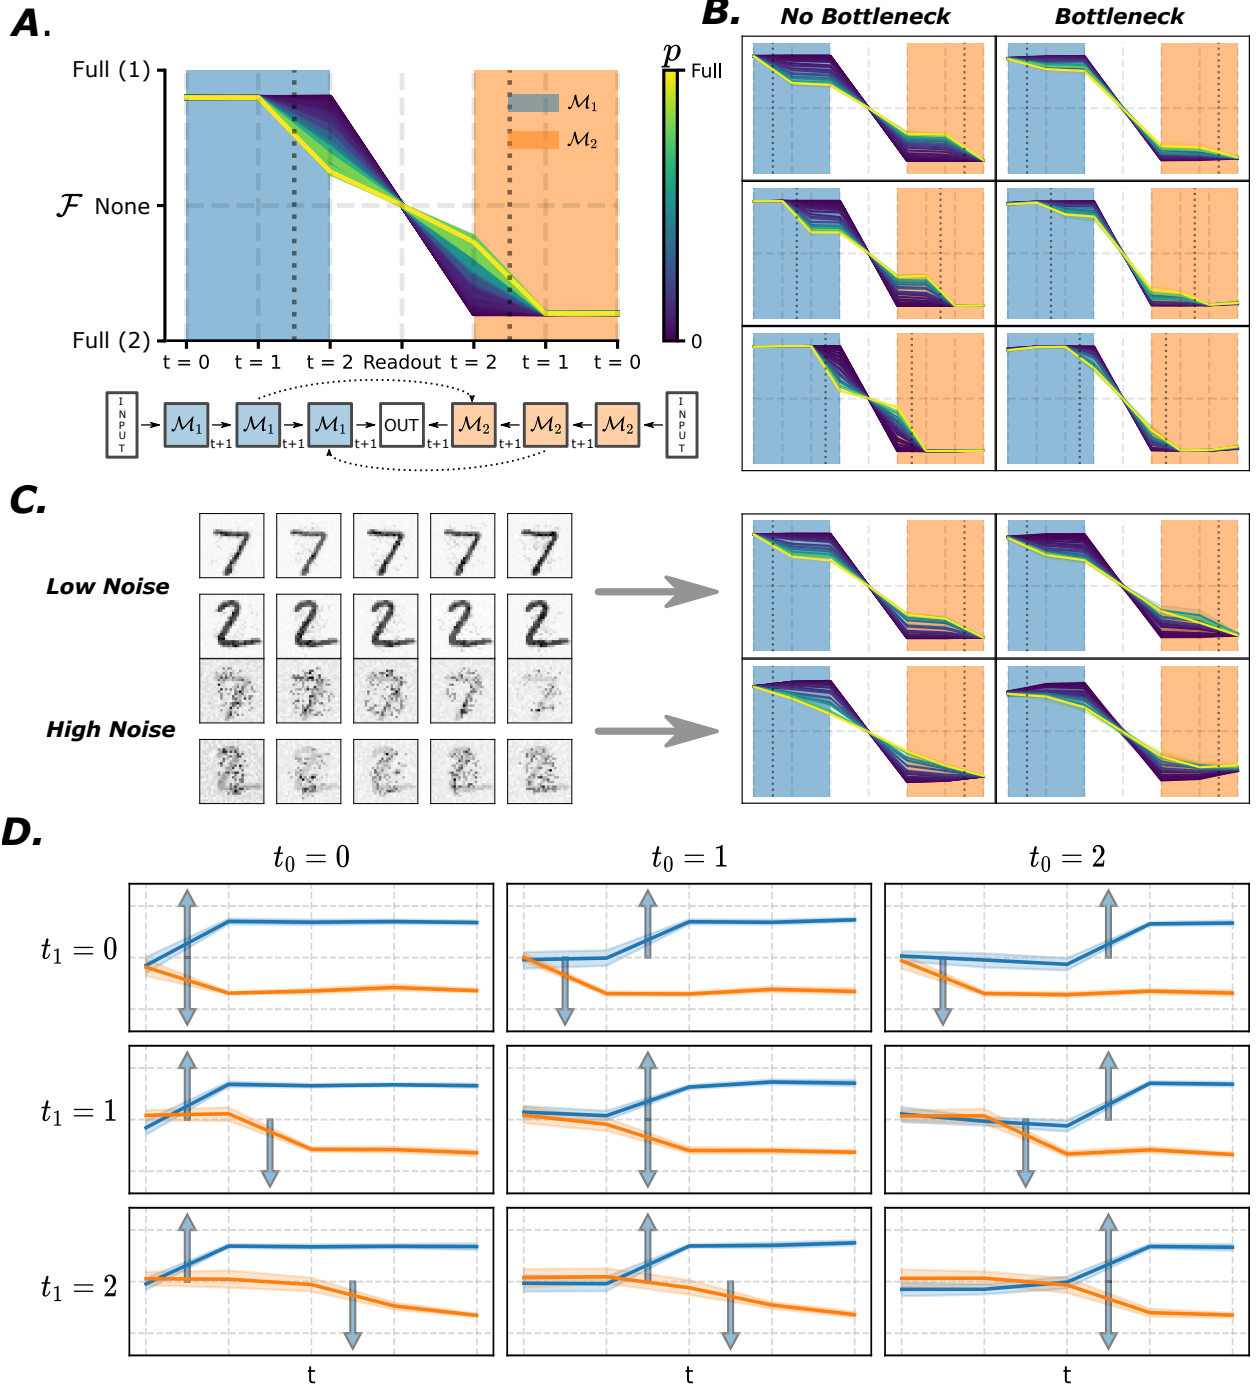 A.
Full (1)
ℱ None
Full (2)
ℳ₁
ℳ₂
p
Full
0
t = 0
t = 1
t = 2
Readout
t = 2
t = 1
t = 0
INPUT
ℳ₁
t+1
ℳ₁
t+1
ℳ₁
t+1
OUT
t+1
ℳ₂
t+1
ℳ₂
t+1
ℳ₂
INPUT
B.
No Bottleneck
Bottleneck
C.
Low Noise
High Noise
D.
t₀ = 0
t₀ = 1
t₀ = 2
t₁ = 0
t₁ = 1
t₁ = 2
t
t
t